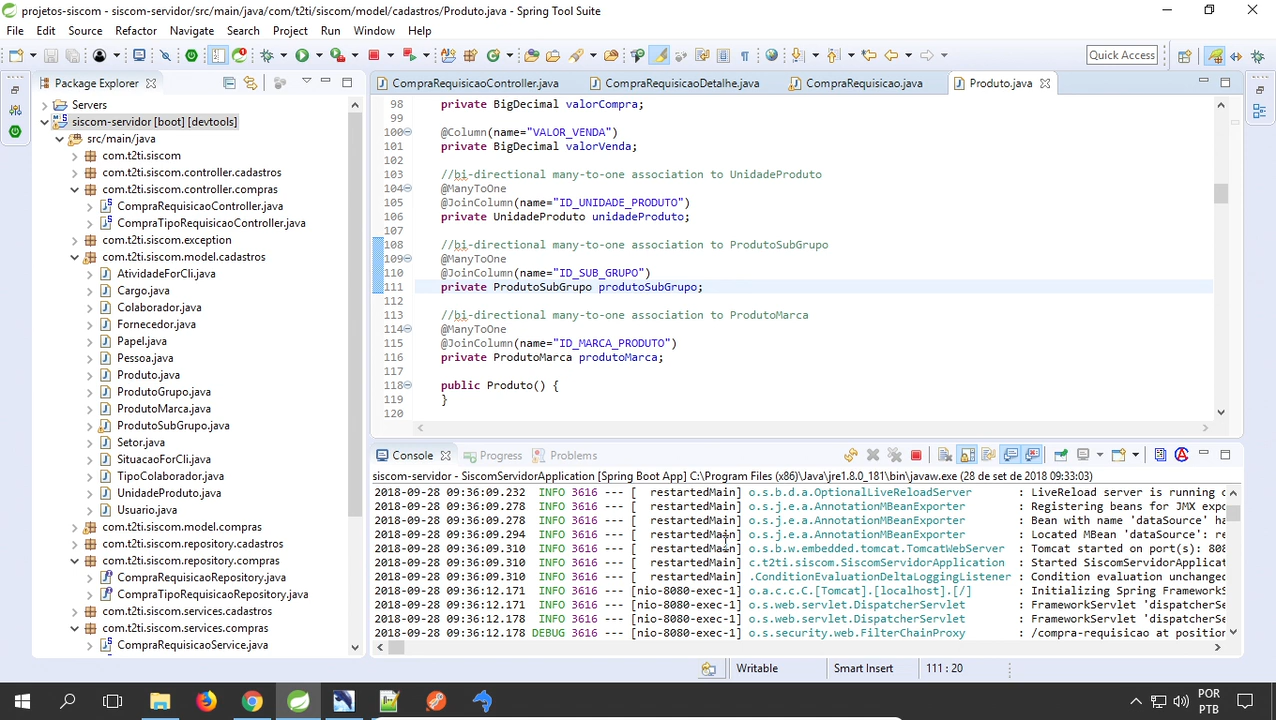 projetos-siscom - siscom-servidor/src/main/java/com/t2ti/siscom/model/cadastros/Produto.java - Spring Tool Suite
File Edit Source Refactor Navigate Search Project Run Window Help
Quick Access
Package Explorer
Servers
siscom-servidor [boot] [devtools]
src/main/java
com.t2ti.siscom
com.t2ti.siscom.controller.cadastros
com.t2ti.siscom.controller.compras
CompraRequisicaoController.java
CompraTipoRequisicaoController.java
com.t2ti.siscom.exception
com.t2ti.siscom.model.cadastros
AtividadeForCli.java
Cargo.java
Colaborador.java
Fornecedor.java
Papel.java
Pessoa.java
Produto.java
ProdutoGrupo.java
ProdutoMarca.java
ProdutoSubGrupo.java
Setor.java
SituacaoForCli.java
TipoColaborador.java
UnidadeProduto.java
Usuario.java
com.t2ti.siscom.model.compras
com.t2ti.siscom.repository.cadastros
com.t2ti.siscom.repository.compras
CompraRequisicaoRepository.java
CompraTipoRequisicaoRepository.java
com.t2ti.siscom.services.cadastros
com.t2ti.siscom.services.compras
CompraRequisicaoService.java
CompraRequisicaoController.java CompraRequisicaoDetalhe.java CompraRequisicao.java Produto.java
98 private BigDecimal valorCompra;
99
100 @Column(name="VALOR_VENDA")
101 private BigDecimal valorVenda;
102
103 //bi-directional many-to-one association to UnidadeProduto
104 @ManyToOne
105 @JoinColumn(name="ID_UNIDADE_PRODUTO")
106 private UnidadeProduto unidadeProduto;
107
108 //bi-directional many-to-one association to ProdutoSubGrupo
109 @ManyToOne
110 @JoinColumn(name="ID_SUB_GRUPO")
111 private ProdutoSubGrupo produtoSubGrupo;
112
113 //bi-directional many-to-one association to ProdutoMarca
114 @ManyToOne
115 @JoinColumn(name="ID_MARCA_PRODUTO")
116 private ProdutoMarca produtoMarca;
117
118 public Produto() {
119 }
120
Console Progress Problems
siscom-servidor - SiscomServidorApplication [Spring Boot App] C:\Program Files (x86)\Java\jre1.8.0_181\bin\javaw.exe (28 de set de 2018 09:33:03)
2018-09-28 09:36:09.232 INFO 3616 --- [ restartedMain] o.s.b.d.a.OptionalLiveReloadServer : LiveReload server is running o
2018-09-28 09:36:09.278 INFO 3616 --- [ restartedMain] o.s.j.e.a.AnnotationMBeanExporter : Registering beans for JMX expo
2018-09-28 09:36:09.278 INFO 3616 --- [ restartedMain] o.s.j.e.a.AnnotationMBeanExporter : Bean with name 'dataSource' ha
2018-09-28 09:36:09.294 INFO 3616 --- [ restartedMain] o.s.j.e.a.AnnotationMBeanExporter : Located MBean 'dataSource': re
2018-09-28 09:36:09.310 INFO 3616 --- [ restartedMain] o.s.b.w.embedded.tomcat.TomcatWebServer : Tomcat started on port(s): 808
2018-09-28 09:36:09.310 INFO 3616 --- [ restartedMain] c.t2ti.siscom.SiscomServidorApplication : Started SiscomServidorApplicat
2018-09-28 09:36:09.310 INFO 3616 --- [ restartedMain] .ConditionEvaluationDeltaLoggingListener : Condition evaluation unchanged
2018-09-28 09:36:12.171 INFO 3616 --- [nio-8080-exec-1] o.a.c.c.C.[Tomcat].[localhost].[/] : Initializing Spring FrameworkS
2018-09-28 09:36:12.171 INFO 3616 --- [nio-8080-exec-1] o.s.web.servlet.DispatcherServlet : FrameworkServlet 'dispatcherSe
2018-09-28 09:36:12.178 INFO 3616 --- [nio-8080-exec-1] o.s.web.servlet.DispatcherServlet : FrameworkServlet 'dispatcherSe
2018-09-28 09:36:12.178 DEBUG 3616 --- [nio-8080-exec-1] o.s.security.web.FilterChainProxy : /compra-requisicao at position
Writable Smart Insert 111 : 20
POR
PTB